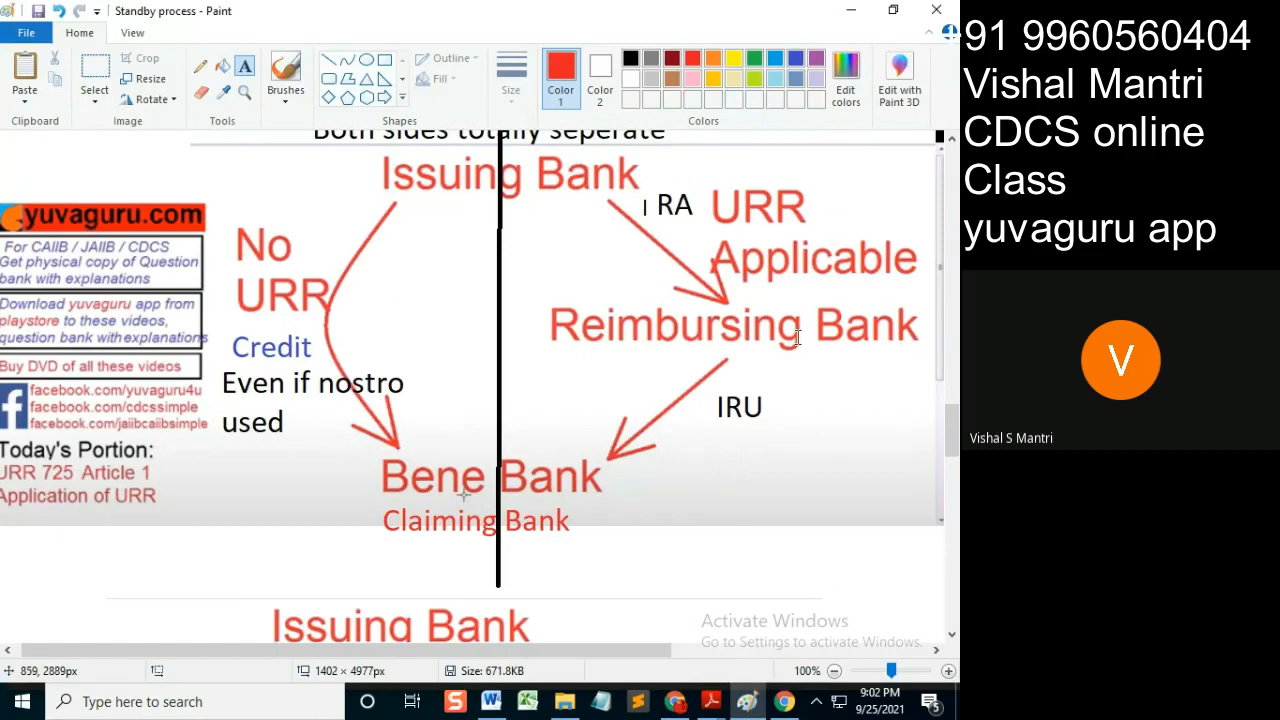 Standby process - Paint
File
Home
View
Paste
Clipboard
Select
Crop
Resize
Rotate
Image
A
Tools
Brushes
Outline
Fill
Shapes
Size
Color
1
Color
2
Edit
colors
Edit with
Paint 3D
Colors
Both sides totally seperate
Issuing Bank
yuvaguru.com
For CAIIB / JAIIB / CDCS
Get physical copy of Question
bank with explanations
Download yuvaguru app from
playstore to these videos,
question bank with explanations
Buy DVD of all these videos
facebook.com/yuvaguru4u
facebook.com/cdcssimple
facebook.com/jaiibcaiibsimple
Today's Portion:
URR 725 Article 1
Application of URR
No
URR
Credit
Even if nostro
used
I RA
URR
Applicable
Reimbursing Bank
IRU
Bene Bank
Claiming Bank
Issuing Bank
Activate Windows
Go to Settings to activate Windows.
859, 2889px
1402 × 4977px
Size: 671.8KB
100%
Type here to search
9:02 PM
9/25/2021
5
91 9960560404
Vishal Mantri
CDCS online
Class
yuvaguru app
V
Vishal S Mantri